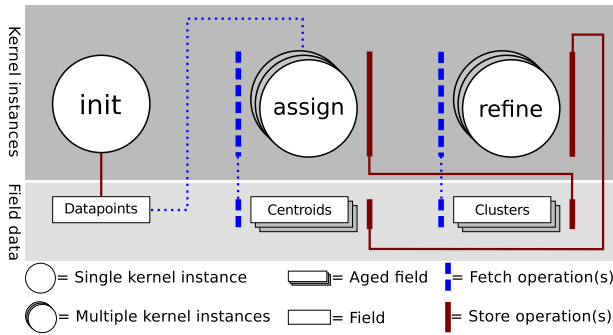 Kernel instances
init
assign
refine
Field data
Datapoints
Centroids
Clusters
= Single kernel instance
= Aged field
= Fetch operation(s)
= Multiple kernel instances
= Field
= Store operation(s)